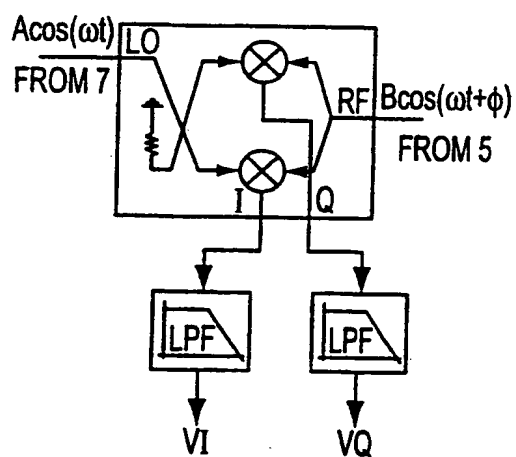 Acos(ωt)
LO
FROM 7
RF
Bcos(ωt+ϕ)
FROM 5
I
Q
LPF
LPF
VI
VQ